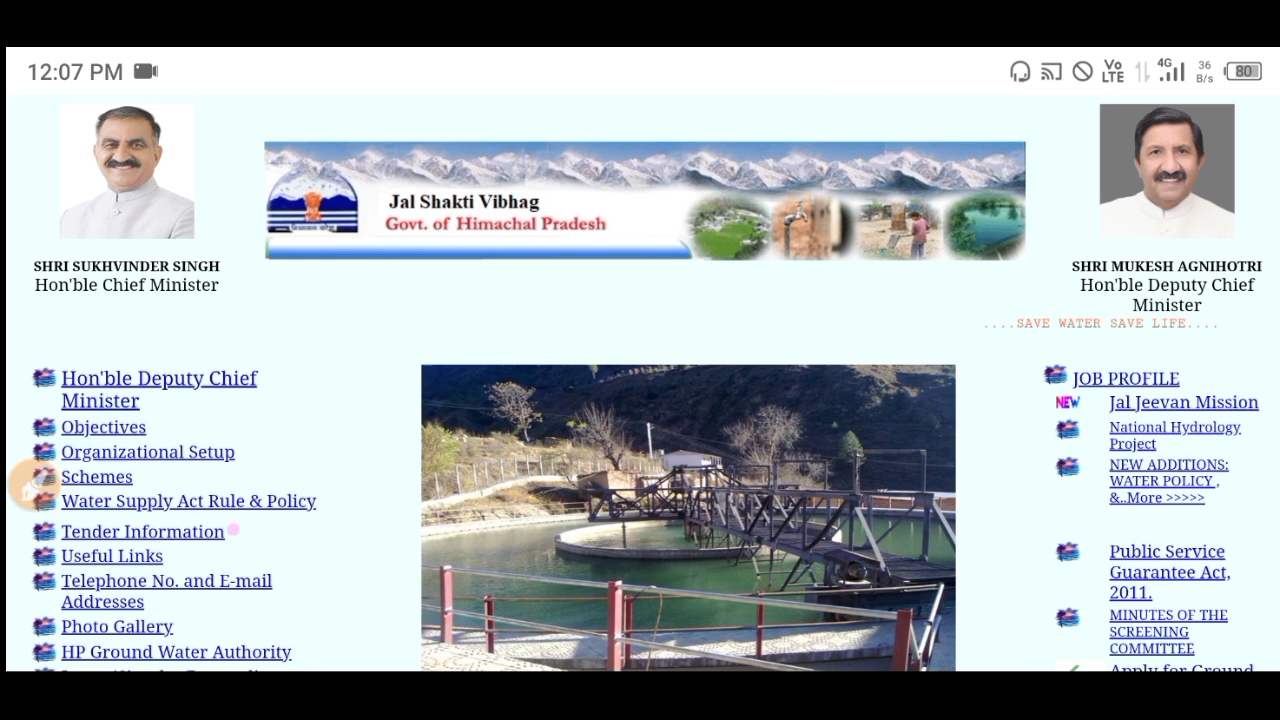 12:07 PM
Vo LTE 4G 36 B/s 80
Jal Shakti Vibhag
Govt. of Himachal Pradesh
SHRI SUKHVINDER SINGH
Hon'ble Chief Minister
SHRI MUKESH AGNIHOTRI
Hon'ble Deputy Chief
Minister
....SAVE WATER SAVE LIFE....
Hon'ble Deputy Chief
Minister
Objectives
Organizational Setup
Schemes
Water Supply Act Rule & Policy
Tender Information
Useful Links
Telephone No. and E-mail
Addresses
Photo Gallery
HP Ground Water Authority
JOB PROFILE
NEW Jal Jeevan Mission
National Hydrology
Project
NEW ADDITIONS:
WATER POLICY ,
&..More >>>>>
Public Service
Guarantee Act,
2011.
MINUTES OF THE
SCREENING
COMMITTEE
Apply for Ground